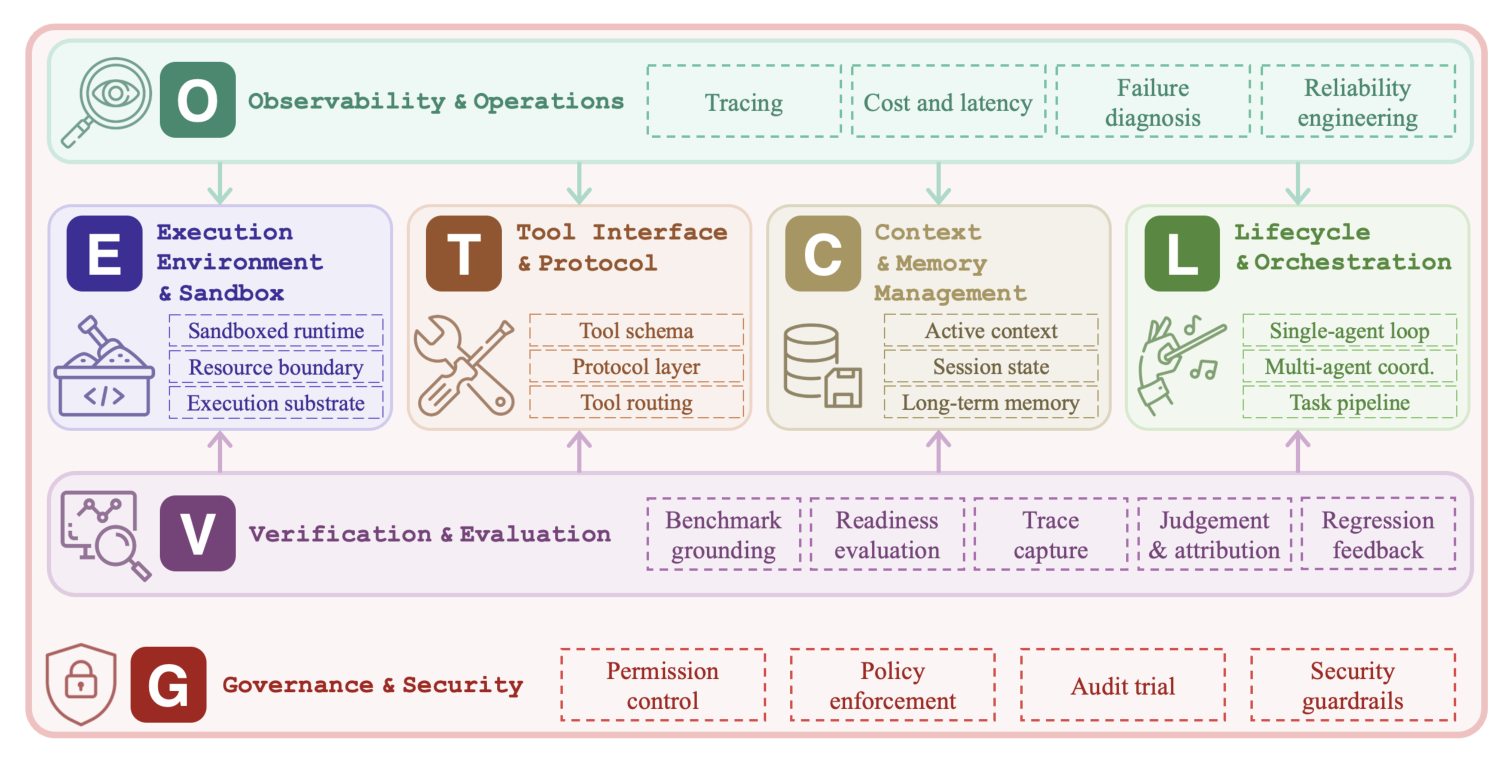 O
Observability & Operations
Tracing
Cost and latency
Failure
diagnosis
Reliability
engineering
E
Execution
Environment
& Sandbox
Sandboxed runtime
Resource boundary
</>
Execution substrate
T
Tool Interface
& Protocol
Tool schema
Protocol layer
Tool routing
C
Context
& Memory
Management
Active context
Session state
Long-term memory
L
Lifecycle
& Orchestration
Single-agent loop
Multi-agent coord.
Task pipeline
V
Verification & Evaluation
Benchmark
grounding
Readiness
evaluation
Trace
capture
Judgement
& attribution
Regression
feedback
G
Governance & Security
Permission
control
Policy
enforcement
Audit trial
Security
guardrails